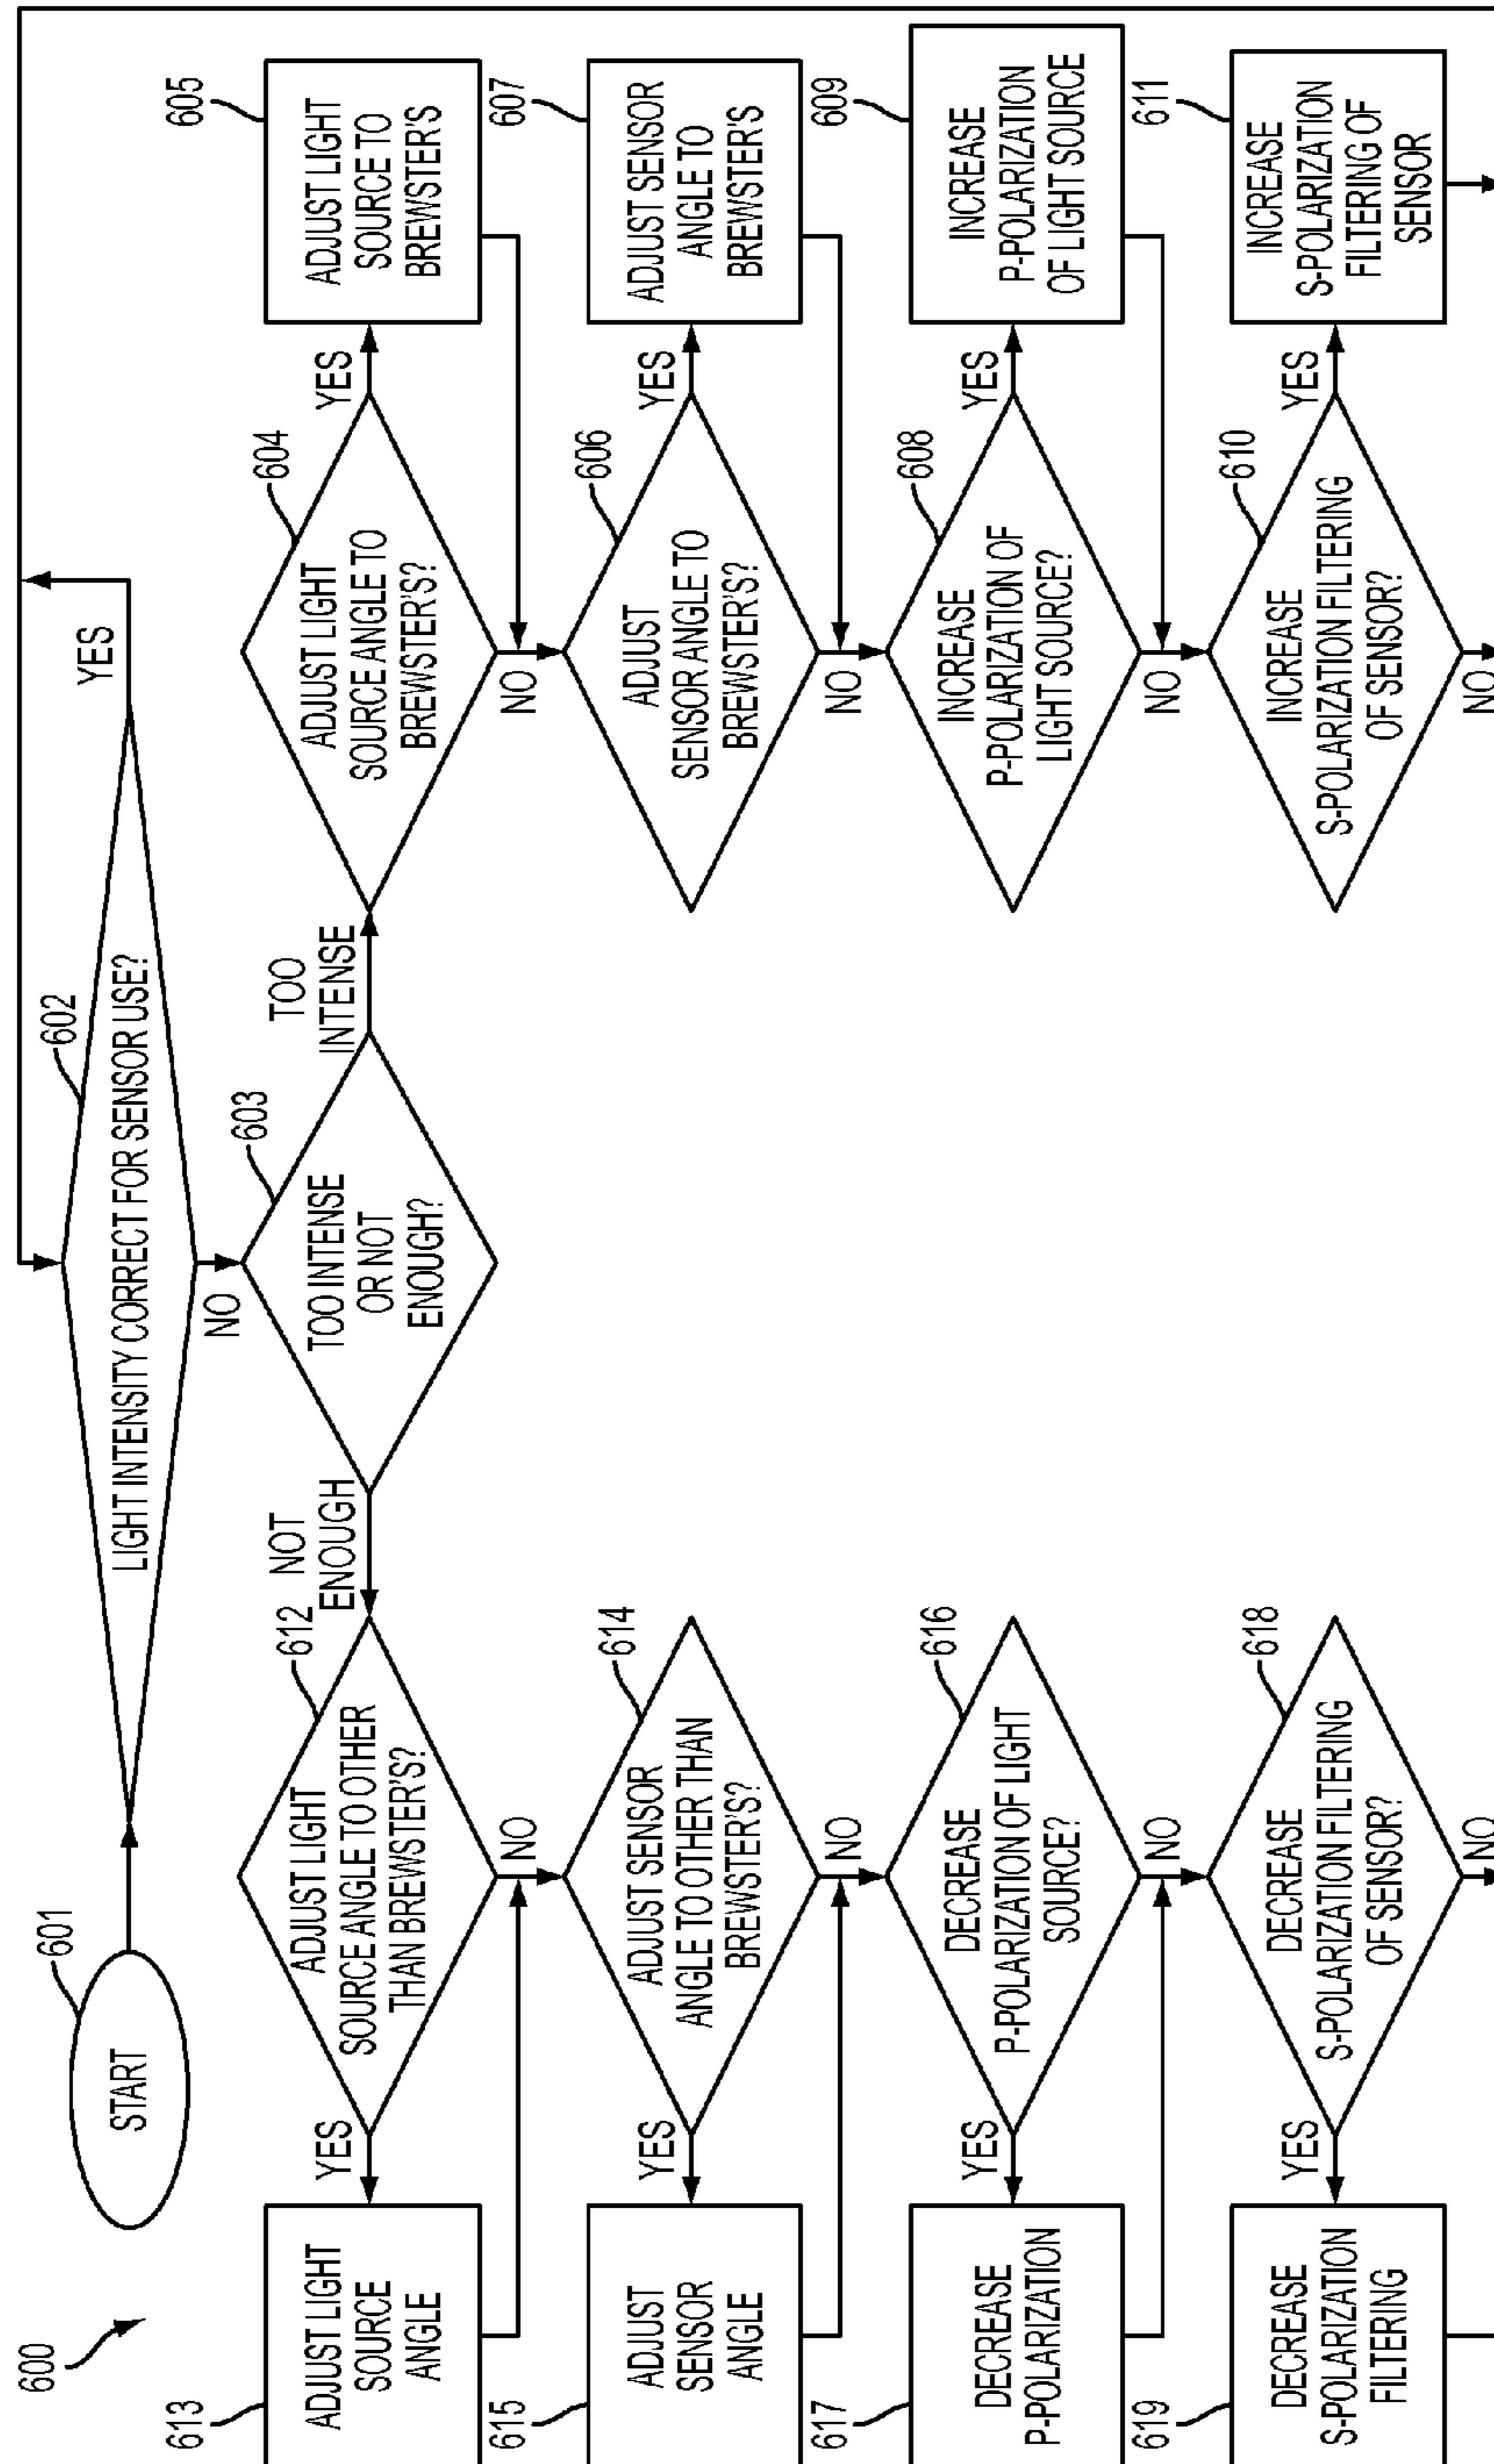 600
START
601
LIGHT INTENSITY CORRECT FOR SENSOR USE?
602
YES
NO
TOO INTENSE
OR NOT
ENOUGH?
603
TOO
INTENSE
NOT
ENOUGH
ADJUST LIGHT
SOURCE ANGLE TO
BREWSTER'S?
604
YES
NO
ADJUST LIGHT
SOURCE TO
BREWSTER'S
605
ADJUST
SENSOR ANGLE TO
BREWSTER'S?
606
YES
NO
ADJUST SENSOR
ANGLE TO
BREWSTER'S
607
INCREASE
P-POLARIZATION OF
LIGHT SOURCE?
608
YES
NO
INCREASE
P-POLARIZATION
OF LIGHT SOURCE
609
INCREASE
S-POLARIZATION FILTERING
OF SENSOR?
610
YES
NO
INCREASE
S-POLARIZATION
FILTERING OF
SENSOR
611
ADJUST LIGHT
SOURCE ANGLE TO OTHER
THAN BREWSTER'S?
612
YES
NO
ADJUST LIGHT
SOURCE
ANGLE
613
ADJUST SENSOR
ANGLE TO OTHER THAN
BREWSTER'S?
614
YES
NO
ADJUST
SENSOR
ANGLE
615
DECREASE
P-POLARIZATION OF LIGHT
SOURCE?
616
YES
NO
DECREASE
P-POLARIZATION
617
DECREASE
S-POLARIZATION FILTERING
OF SENSOR?
618
YES
NO
DECREASE
S-POLARIZATION
FILTERING
619